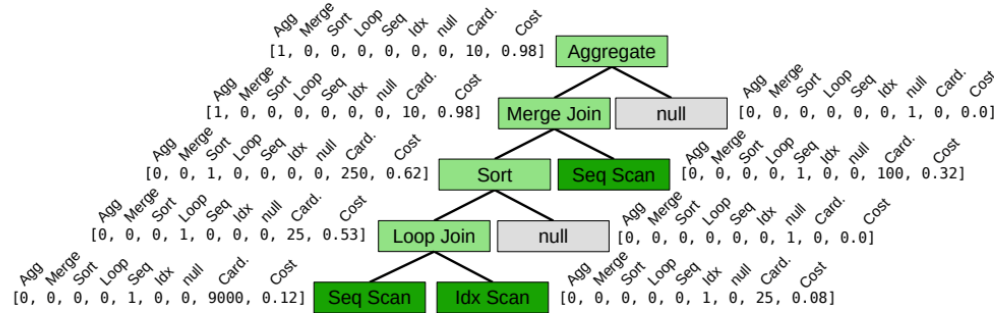 Agg Merge Sort Loop Seq Idx null Card. Cost
[1, 0, 0, 0, 0, 0, 0, 10, 0.98]
Aggregate
Agg Merge Sort Loop Seq Idx null Card. Cost
[1, 0, 0, 0, 0, 0, 0, 10, 0.98]
Merge Join
null
Agg Merge Sort Loop Seq Idx null Card. Cost
[0, 0, 0, 0, 0, 0, 1, 0, 0.0]
Agg Merge Sort Loop Seq Idx null Card. Cost
[0, 0, 1, 0, 0, 0, 0, 250, 0.62]
Sort
Seq Scan
Agg Merge Sort Loop Seq Idx null Card. Cost
[0, 0, 0, 0, 1, 0, 0, 100, 0.32]
Agg Merge Sort Loop Seq Idx null Card. Cost
[0, 0, 0, 1, 0, 0, 0, 25, 0.53]
Loop Join
null
Agg Merge Sort Loop Seq Idx null Card. Cost
[0, 0, 0, 0, 0, 0, 1, 0, 0.0]
Agg Merge Sort Loop Seq Idx null Card. Cost
[0, 0, 0, 0, 1, 0, 0, 9000, 0.12]
Seq Scan
Idx Scan
Agg Merge Sort Loop Seq Idx null Card. Cost
[0, 0, 0, 0, 0, 1, 0, 25, 0.08]